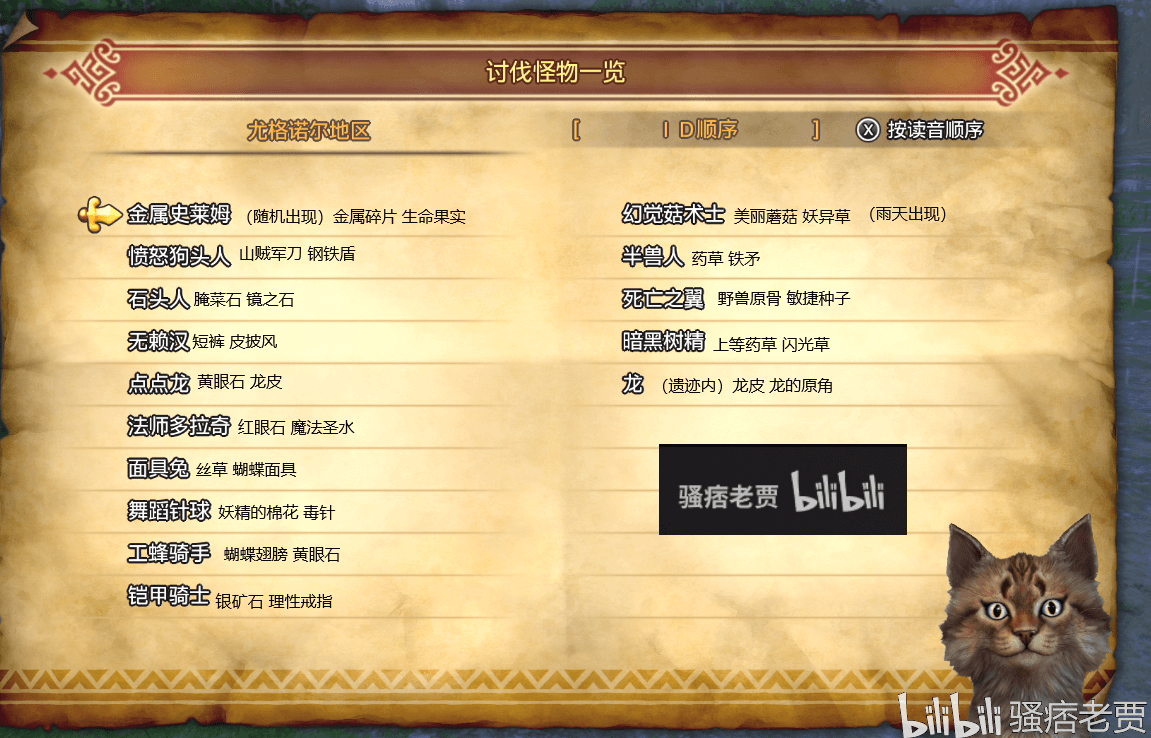 讨伐怪物一览
尤格诺尔地区
[ ID顺序 ] Ⓧ 按读音顺序
金属史莱姆 （随机出现）金属碎片 生命果实
愤怒狗头人 山贼军刀 钢铁盾
石头人 腌菜石 镜之石
无赖汉 短裤 皮披风
点点龙 黄眼石 龙皮
法师多拉奇 红眼石 魔法圣水
面具兔 丝草 蝴蝶面具
舞蹈针球 妖精的棉花 毒针
工蜂骑手 蝴蝶翅膀 黄眼石
铠甲骑士 银矿石 理性戒指
幻觉菇术士 美丽蘑菇 妖异草 （雨天出现）
半兽人 药草 铁矛
死亡之翼 野兽原骨 敏捷种子
暗黑树精 上等药草 闪光草
龙 （遗迹内）龙皮 龙的原角
骚痞老贾 bilibili
bilibili 骚痞老贾